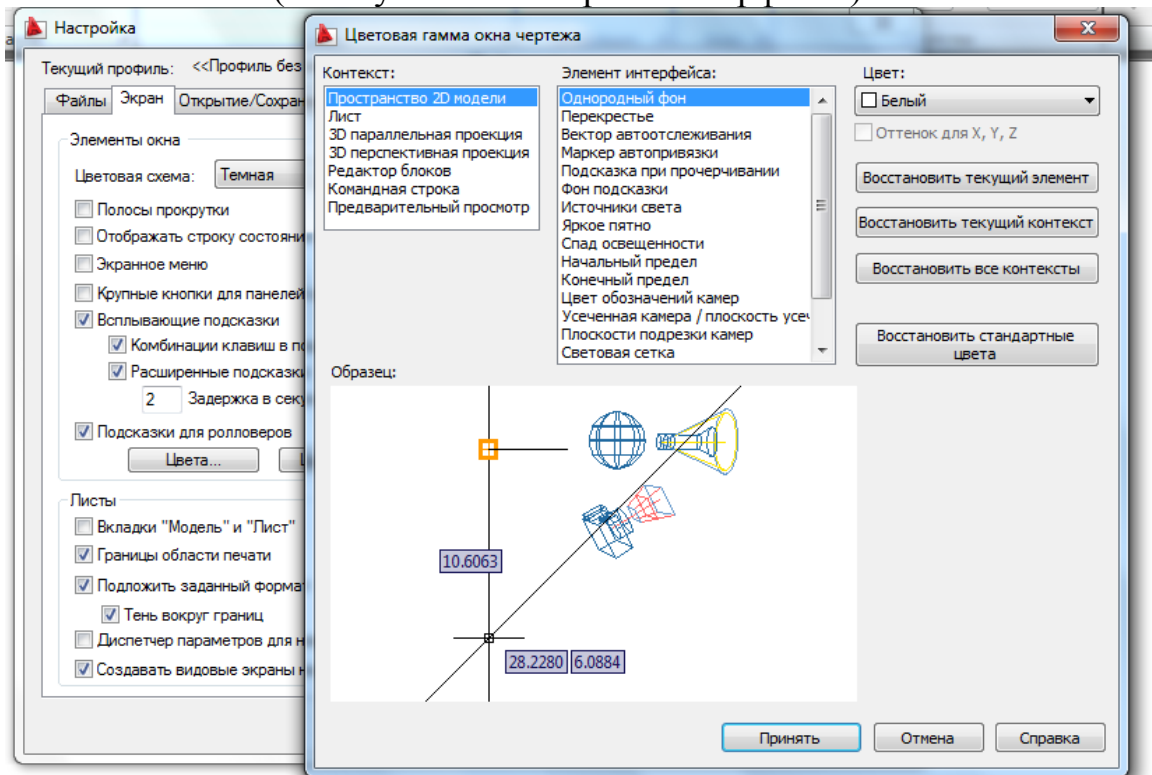 Настройка
Текущий профиль: <<Профиль без
Файлы Экран Открытие/Сохран
Элементы окна
Цветовая схема: Темная
Полосы прокрутки
Отображать строку состояни
Экранное меню
Крупные кнопки для панелей
Всплывающие подсказки
Комбинации клавиш в по
Расширенные подсказки
2 Задержка в секу
Подсказки для ролловеров
Цвета...
Листы
Вкладки "Модель" и "Лист"
Границы области печати
Подложить заданный формат
Тень вокруг границ
Диспетчер параметров для н
Создавать видовые экраны н
Цветовая гамма окна чертежа
Контекст:
Пространство 2D модели
Лист
3D параллельная проекция
3D перспективная проекция
Редактор блоков
Командная строка
Предварительный просмотр
Элемент интерфейса:
Однородный фон
Перекрестье
Вектор автоотслеживания
Маркер автопривязки
Подсказка при прочерчивании
Фон подсказки
Источники света
Яркое пятно
Спад освещенности
Начальный предел
Конечный предел
Цвет обозначений камер
Усеченная камера / плоскость усеч
Плоскости подрезки камер
Световая сетка
Цвет:
Белый
Оттенок для X, Y, Z
Восстановить текущий элемент
Восстановить текущий контекст
Восстановить все контексты
Восстановить стандартные
цвета
Образец:
10.6063
28.2280 6.0884
Принять Отмена Справка